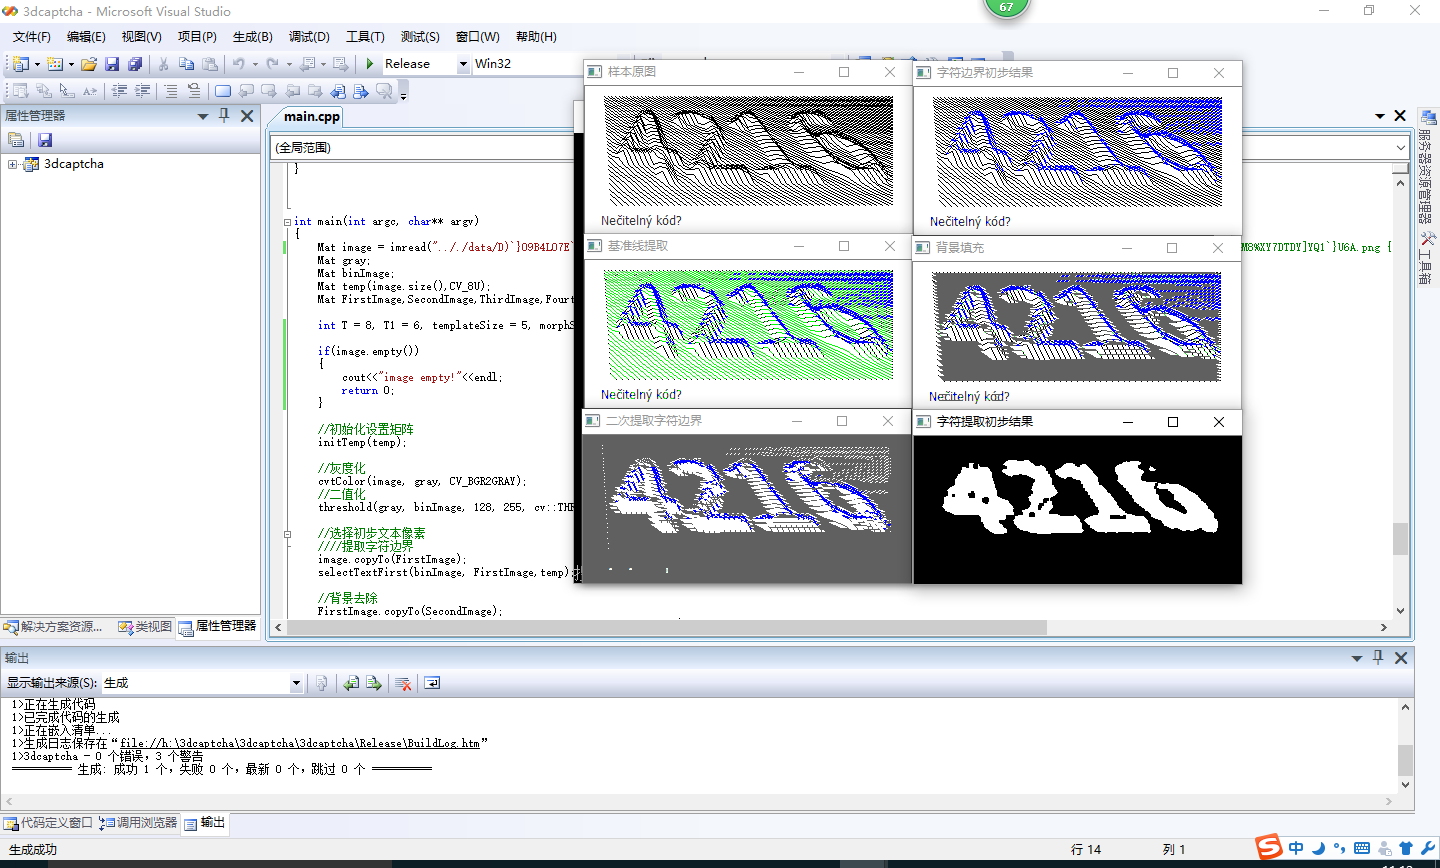 3dcaptcha - Microsoft Visual Studio
67
文件(F) 编辑(E) 视图(V) 项目(P) 生成(B) 调试(D) 工具(T) 测试(S) 窗口(W) 帮助(H)
Release Win32
属性管理器
3dcaptcha
解决方案资源... 类视图 属性管理器
main.cpp
(全局范围)
}
int main(int argc, char** argv)
{
Mat image = imread("../data/D)`}O9B4LO7E`
M8%XY7DTDY]YQ1`}U6A.png {
Mat gray;
Mat binImage;
Mat temp(image.size(),CV_8U);
Mat FirstImage,SecondImage,ThirdImage,Fourt
int T = 8, T1 = 6, templateSize = 5, morphS
if(image.empty())
{
cout<<"image empty!"<<endl;
return 0;
}
//初始化设置矩阵
initTemp(temp);
//灰度化
cvtColor(image, gray, CV_BGR2GRAY);
//二值化
threshold(gray, binImage, 128, 255, cv::THR
//选择初步文本像素
////提取字符边界
image.copyTo(FirstImage);
selectTextFirst(binImage, FirstImage,temp);
//背景去除
FirstImage.copyTo(SecondImage);
样本原图
4216
Nečitelný kód?
字符边界初步结果
4216
Nečitelný kód?
基准线提取
4216
Nečitelný kód?
背景填充
4216
Nečitelný kód?
二次提取字符边界
4216
字符提取初步结果
4216
服务器资源管理器
工具箱
输出
显示输出来源(S): 生成
1>正在生成代码
1>已完成代码的生成
1>正在嵌入清单...
1>生成日志保存在“file://h:\3dcaptcha\3dcaptcha\3dcaptcha\Release\BuildLog.htm”
1>3dcaptcha - 0 个错误，3 个警告
========== 生成: 成功 1 个，失败 0 个，最新 0 个，跳过 0 个 ==========
代码定义窗口 调用浏览器 输出
生成成功
行 14 列 1
中